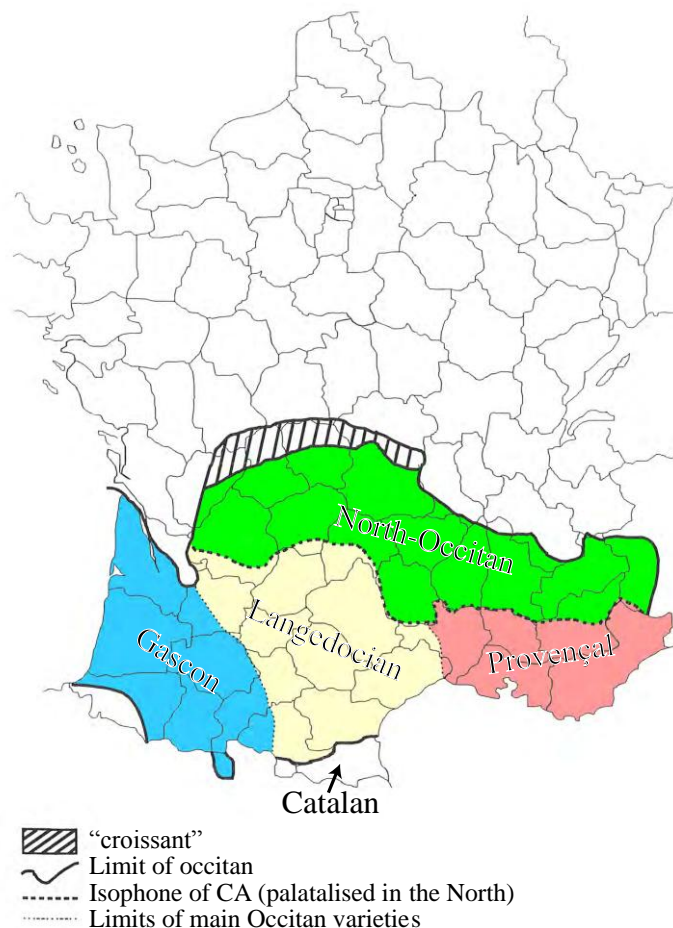 North-Occitan
Langedocian
Gascon
Provençal
Catalan
“croissant”
Limit of occitan
Isophone of CA (palatalised in the North)
Limits of main Occitan varieties